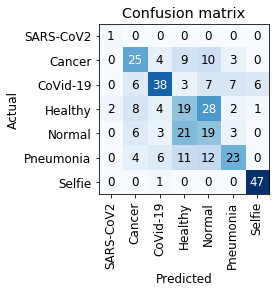 Confusion matrix
Actual
SARS-CoV2 1 0 0 0 0 0 0
Cancer 0 25 4 9 10 3 0
CoVid-19 0 6 38 3 7 7 6
Healthy 2 8 4 19 28 2 1
Normal 0 6 3 21 19 3 0
Pneumonia 0 4 6 11 12 23 0
Selfie 0 0 1 0 0 0 47
SARS-CoV2 Cancer CoVid-19 Healthy Normal Pneumonia Selfie
Predicted